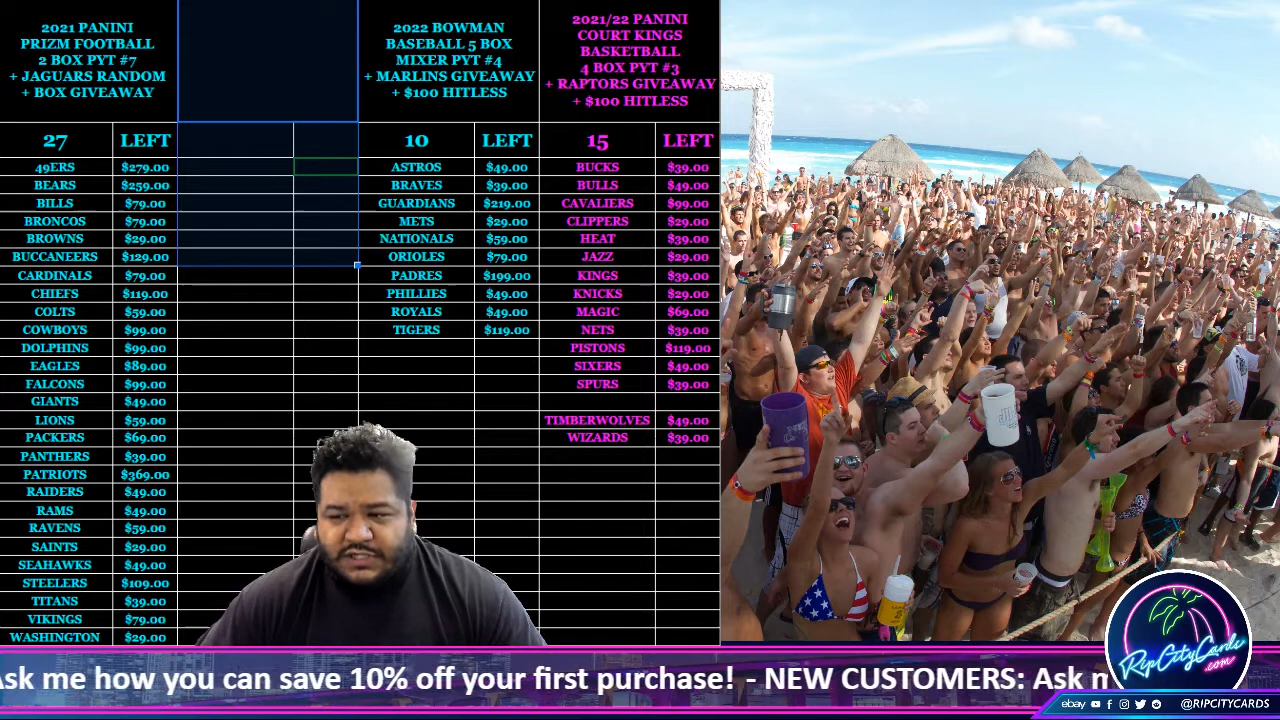 2021 PANINI
PRIZM FOOTBALL
2 BOX PYT #7
+ JAGUARS RANDOM
+ BOX GIVEAWAY
27 LEFT
49ERS $279.00
BEARS $259.00
BILLS $79.00
BRONCOS $79.00
BROWNS $29.00
BUCCANEERS $129.00
CARDINALS $79.00
CHIEFS $119.00
COLTS $59.00
COWBOYS $99.00
DOLPHINS $99.00
EAGLES $89.00
FALCONS $99.00
GIANTS $49.00
LIONS $59.00
PACKERS $69.00
PANTHERS $39.00
PATRIOTS $369.00
RAIDERS $49.00
RAMS $49.00
RAVENS $59.00
SAINTS $29.00
SEAHAWKS $49.00
STEELERS $109.00
TITANS $39.00
VIKINGS $79.00
WASHINGTON $29.00
2022 BOWMAN
BASEBALL 5 BOX
MIXER PYT #4
+ MARLINS GIVEAWAY
+ $100 HITLESS
10 LEFT
ASTROS $49.00
BRAVES $39.00
GUARDIANS $219.00
METS $29.00
NATIONALS $59.00
ORIOLES $79.00
PADRES $199.00
PHILLIES $49.00
ROYALS $49.00
TIGERS $119.00
2021/22 PANINI
COURT KINGS
BASKETBALL
4 BOX PYT #3
+ RAPTORS GIVEAWAY
+ $100 HITLESS
15 LEFT
BUCKS $39.00
BULLS $49.00
CAVALIERS $99.00
CLIPPERS $29.00
HEAT $39.00
JAZZ $29.00
KINGS $39.00
KNICKS $29.00
MAGIC $69.00
NETS $39.00
PISTONS $119.00
SIXERS $49.00
SPURS $39.00
TIMBERWOLVES $49.00
WIZARDS $39.00
Ask me how you can save 10% off your first purchase! - NEW CUSTOMERS: Ask m
RipCityCards
.com
ebay @RIPCITYCARDS